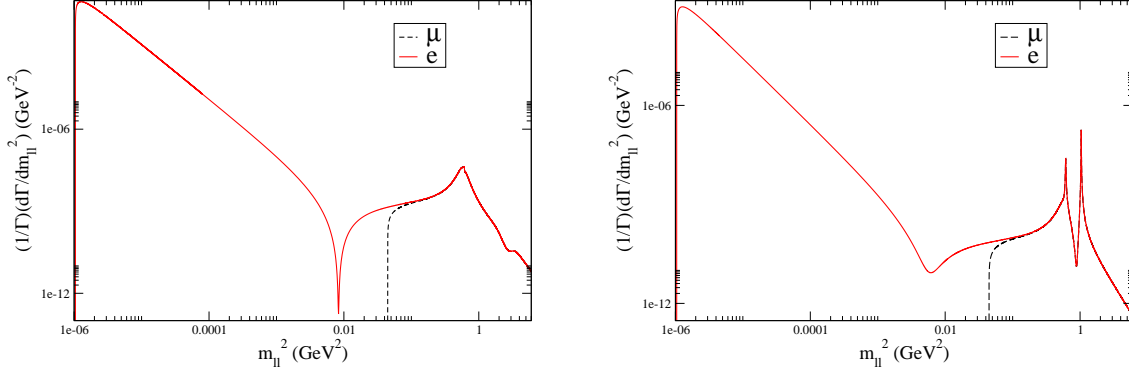 μ
e
(1/Γ)(dΓ/dm_ll^2) (GeV^-2)
1e-06
1e-12
1e-06
0.0001
0.01
1
m_ll^2 (GeV^2)
μ
e
(1/Γ)(dΓ/dm_ll^2) (GeV^-2)
1e-06
1e-12
1e-06
0.0001
0.01
1
m_ll^2 (GeV^2)